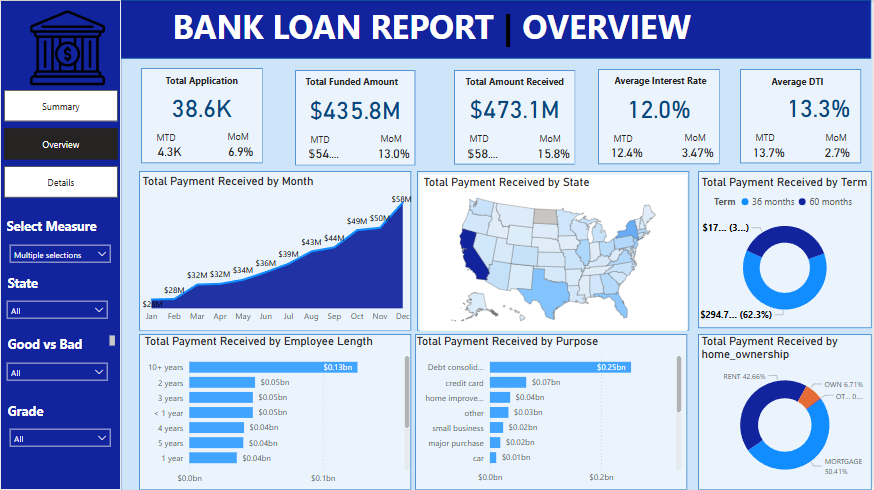 BANK LOAN REPORT | OVERVIEW
Summary
Overview
Details
Select Measure
Multiple selections
State
All
Good vs Bad
All
Grade
All
Total Application
38.6K
MTD MoM
4.3K 6.9%
Total Funded Amount
$435.8M
MTD MoM
$54.... 13.0%
Total Amount Received
$473.1M
MTD MoM
$58.... 15.8%
Average Interest Rate
12.0%
MTD MoM
12.4% 3.47%
Average DTI
13.3%
MTD MoM
13.7% 2.7%
Total Payment Received by Month
$58M
$49M $50M
$43M $44M
$39M
$36M
$32M $32M $34M
$28M
Jan Feb Mar Apr May Jun Jul Aug Sep Oct Nov Dec
Total Payment Received by State
Total Payment Received by Term
Term 36 months 60 months
$17... (3...)
$294.7... (62.3%)
Total Payment Received by Employee Length
10+ years $0.13bn
2 years $0.05bn
3 years $0.05bn
< 1 year $0.05bn
4 years $0.04bn
5 years $0.04bn
1 year $0.04bn
$0.0bn $0.1bn
Total Payment Received by Purpose
Debt consolid... $0.25bn
credit card $0.07bn
home improve... $0.04bn
other $0.03bn
small business $0.02bn
major purchase $0.02bn
car $0.01bn
$0.0bn $0.2bn
Total Payment Received by
home_ownership
RENT 42.66%
OWN 6.71%
OT... 0....
MORTGAGE
50.41%